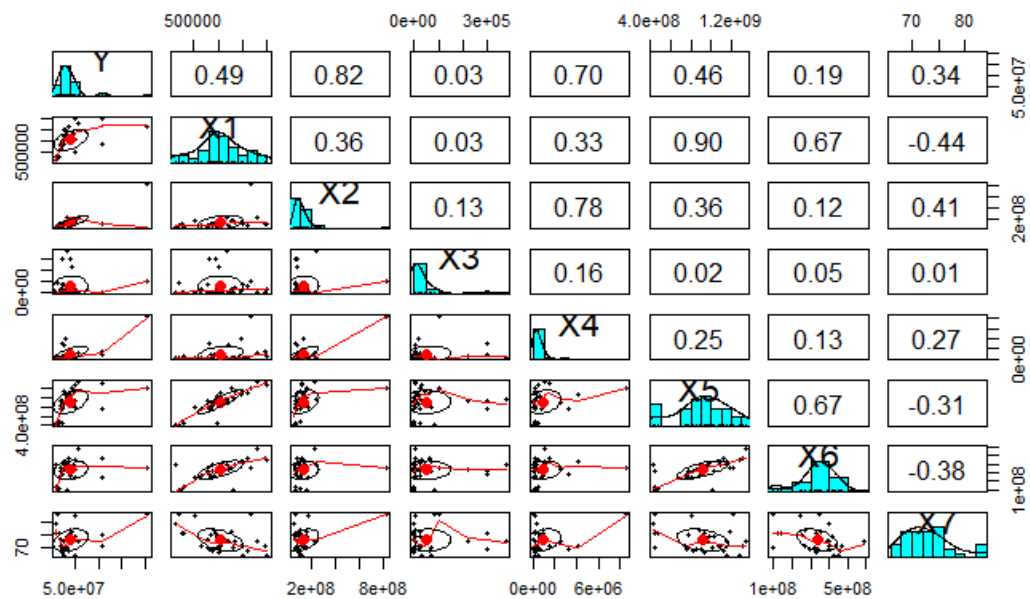 500000 0e+00 3e+05 4.0e+08 1.2e+09 70 80
Y 0.49 0.82 0.03 0.70 0.46 0.19 0.34 5.0e+07
500000 X1 0.36 0.03 0.33 0.90 0.67 -0.44
X2 0.13 0.78 0.36 0.12 0.41 2e+08
0e+00 X3 0.16 0.02 0.05 0.01
X4 0.25 0.13 0.27 0e+00
4.0e+08 X5 0.67 -0.31
X6 -0.38 1e+08
70 X7
5.0e+07 2e+08 8e+08 0e+00 6e+06 1e+08 5e+08